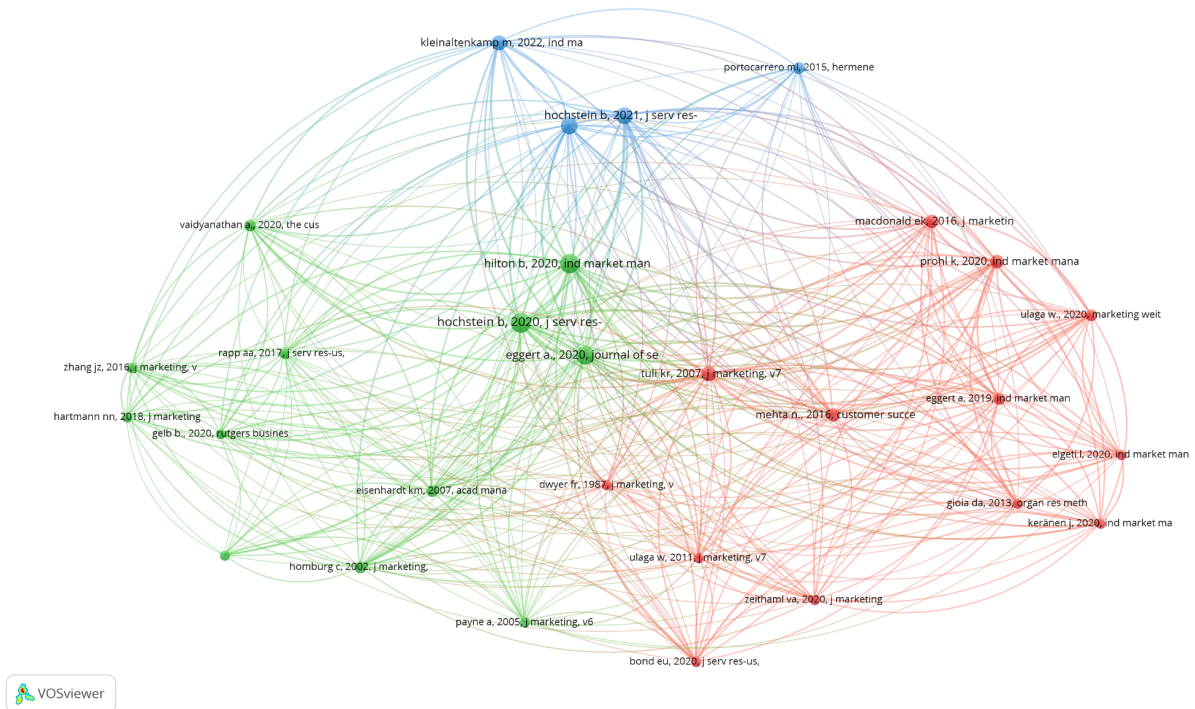 kleinaltenkamp m, 2022, ind ma
portocarrero ml, 2015, hermene
hochstein b, 2021, j serv res-
vaidyanathan a., 2020, the cus
macdonald ek, 2016, j marketin
hilton b, 2020, ind market man
prohl k, 2020, ind market mana
ulaga w., 2020, marketing weit
hochstein b, 2020, j serv res-
rapp aa, 2017, j serv res-us,
eggert a., 2020, journal of se
zhang jz, 2016, j marketing, v
tuli kr, 2007, j marketing, v7
eggert a, 2019, ind market man
hartmann nn, 2018, j marketing
mehta n., 2016, customer succe
gelb b., 2020, rutgers busines
elgeti l, 2020, ind market man
dwyer fr, 1987, j marketing, v
eisenhardt km, 2007, acad mana
gioia da, 2013, organ res meth
keränen j, 2020, ind market ma
ulaga w, 2011, j marketing, v7
homburg c, 2002, j marketing,
zeithaml va, 2020, j marketing
payne a, 2005, j marketing, v6
bond eu, 2020, j serv res-us,
VOSviewer